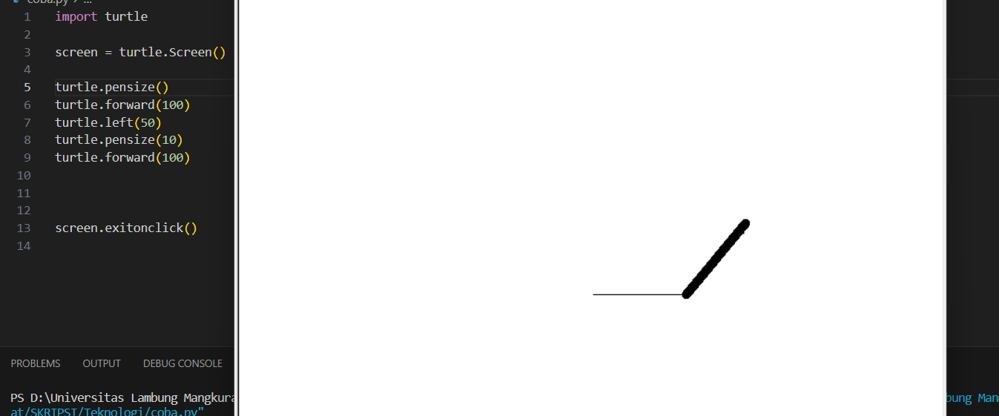 coba.py > ...
1 import turtle
2
3 screen = turtle.Screen()
4
5 turtle.pensize()
6 turtle.forward(100)
7 turtle.left(50)
8 turtle.pensize(10)
9 turtle.forward(100)
10
11
12
13 screen.exitonclick()
14
PROBLEMS OUTPUT DEBUG CONSOLE
PS D:\Universitas Lambung Mangkura bung Man
at/SKRIPSI/Teknologi/coba.py"